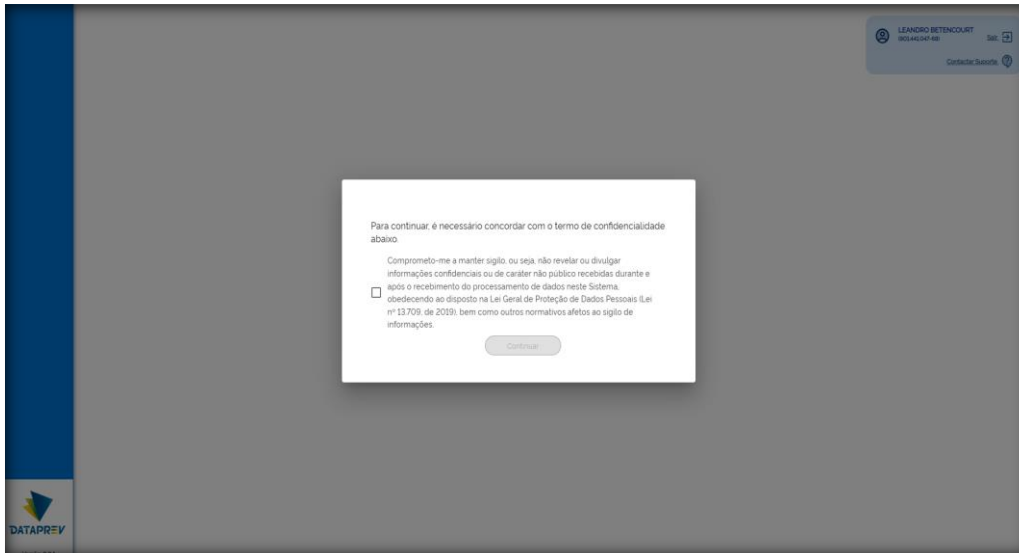 LEANDRO BETENCOURT
Sair
Contactar Suporte
Para continuar, é necessário concordar com o termo de confidencialidade
abaixo
Comprometo-me a manter sigilo, ou seja, não revelar ou divulgar
informações confidenciais ou de caráter não público recebidas durante e
após o recebimento do processamento de dados neste Sistema,
obedecendo ao disposto na Lei Geral de Proteção de Dados Pessoais (Lei
nº 13.709, de 2019), bem como outros normativos afetos ao sigilo de
informações.
Continuar
DATAPREV